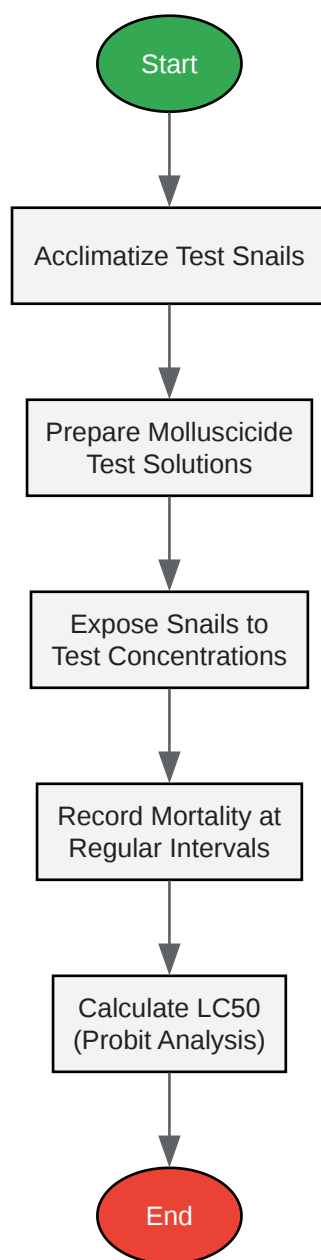 Start
Acclimatize Test Snails
Prepare Molluscicide
Test Solutions
Expose Snails to
Test Concentrations
Record Mortality at
Regular Intervals
Calculate LC50
(Probit Analysis)
End